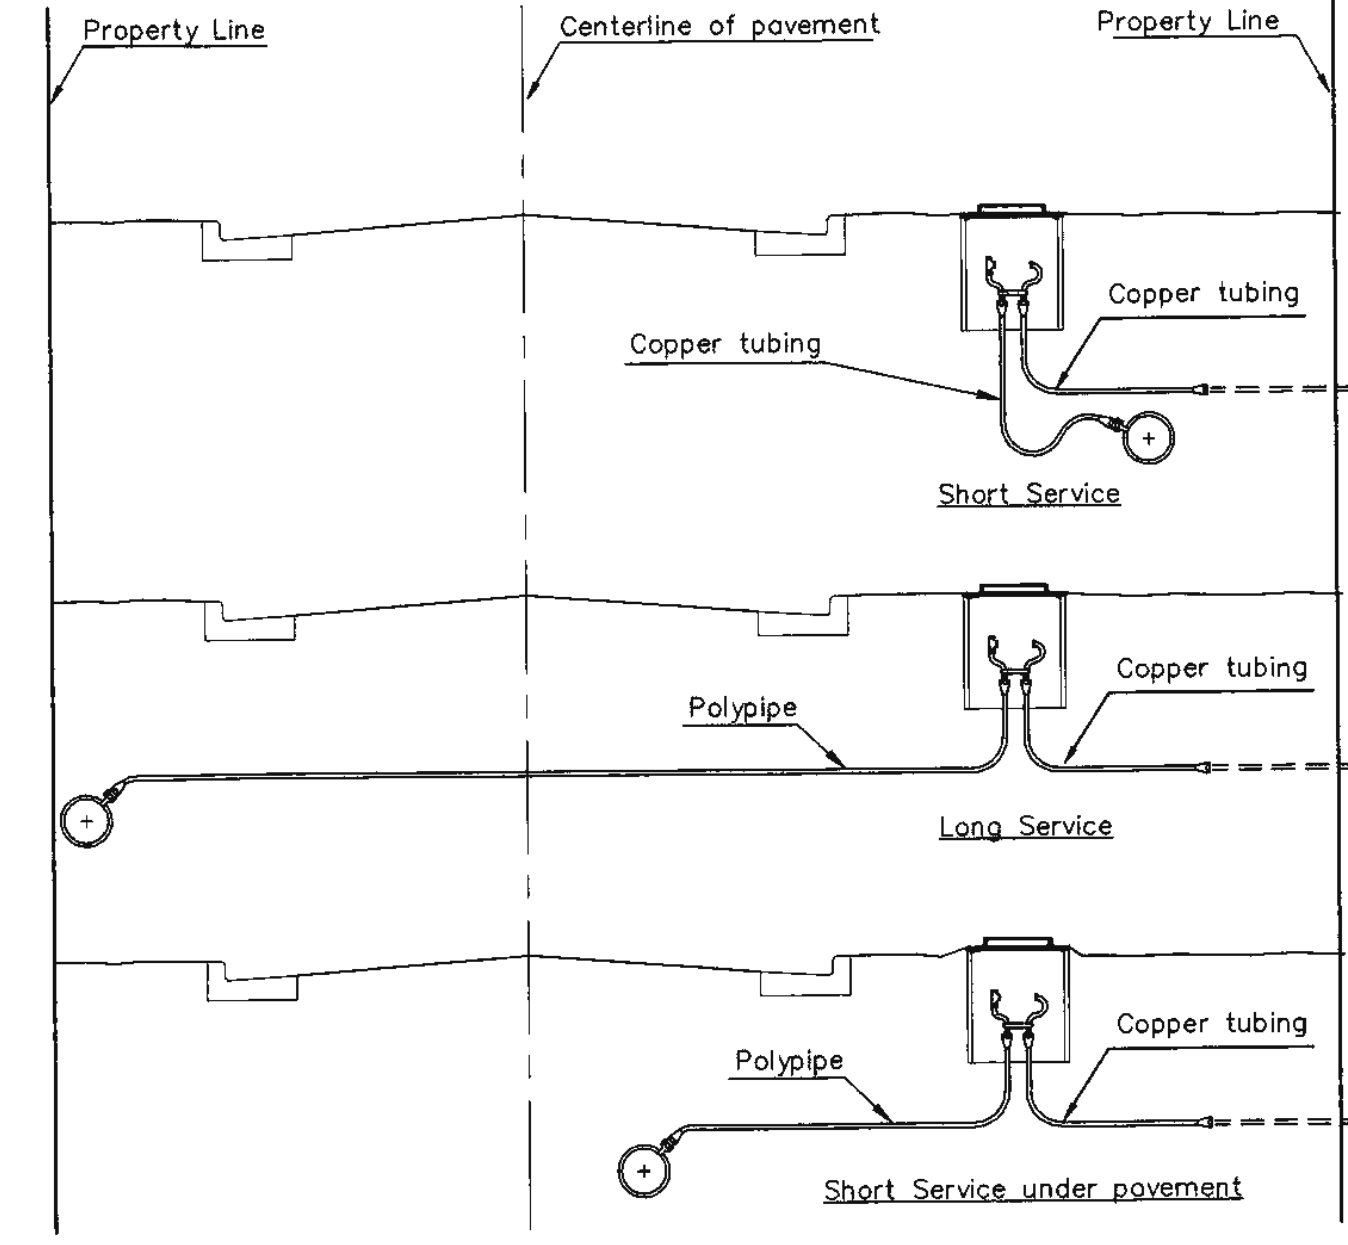 Property Line
Centerline of pavement
Property Line
Copper tubing
Copper tubing
Short Service
Copper tubing
Polypipe
Long Service
Copper tubing
Polypipe
Short Service under pavement